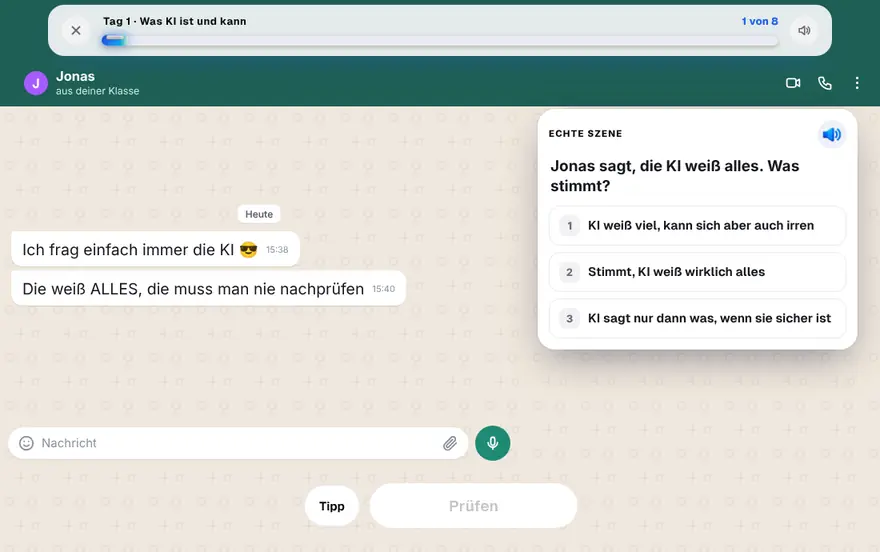 Tag 1 · Was KI ist und kann
1 von 8
J
Jonas
aus deiner Klasse
Heute
Ich frag einfach immer die KI 😎 15:38
Die weiß ALLES, die muss man nie nachprüfen 15:40
ECHTE SZENE
Jonas sagt, die KI weiß alles. Was
stimmt?
1 KI weiß viel, kann sich aber auch irren
2 Stimmt, KI weiß wirklich alles
3 KI sagt nur dann was, wenn sie sicher ist
Nachricht
Tipp
Prüfen